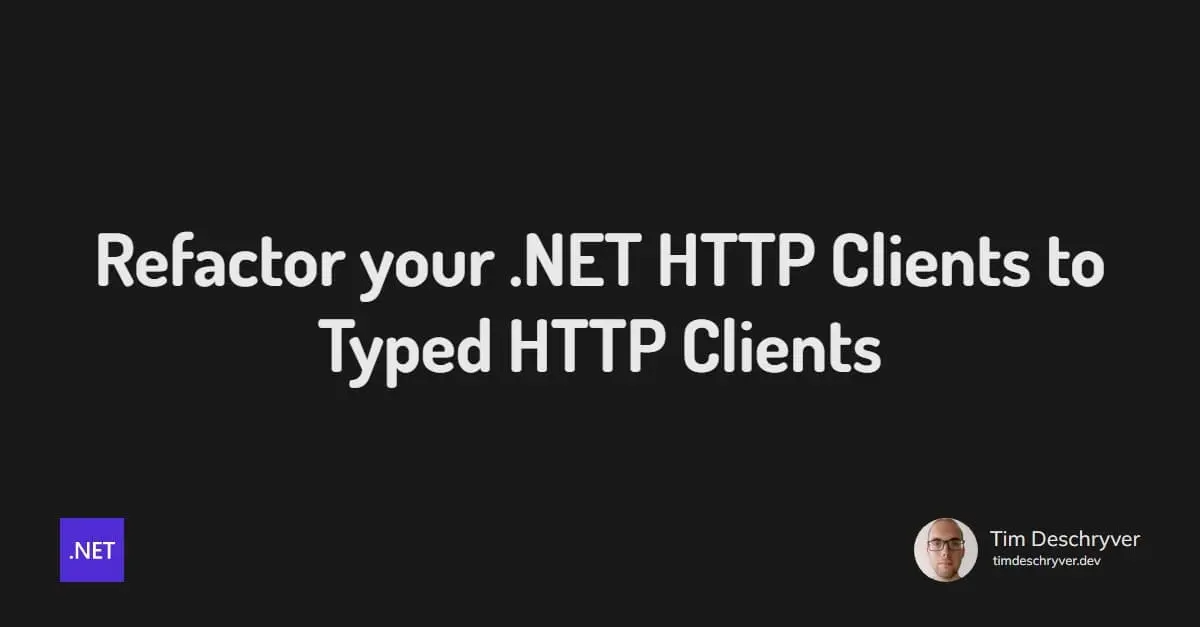 Refactor your .NET HTTP Clients to
Typed HTTP Clients
.NET
Tim Deschryver
timdeschryver.dev